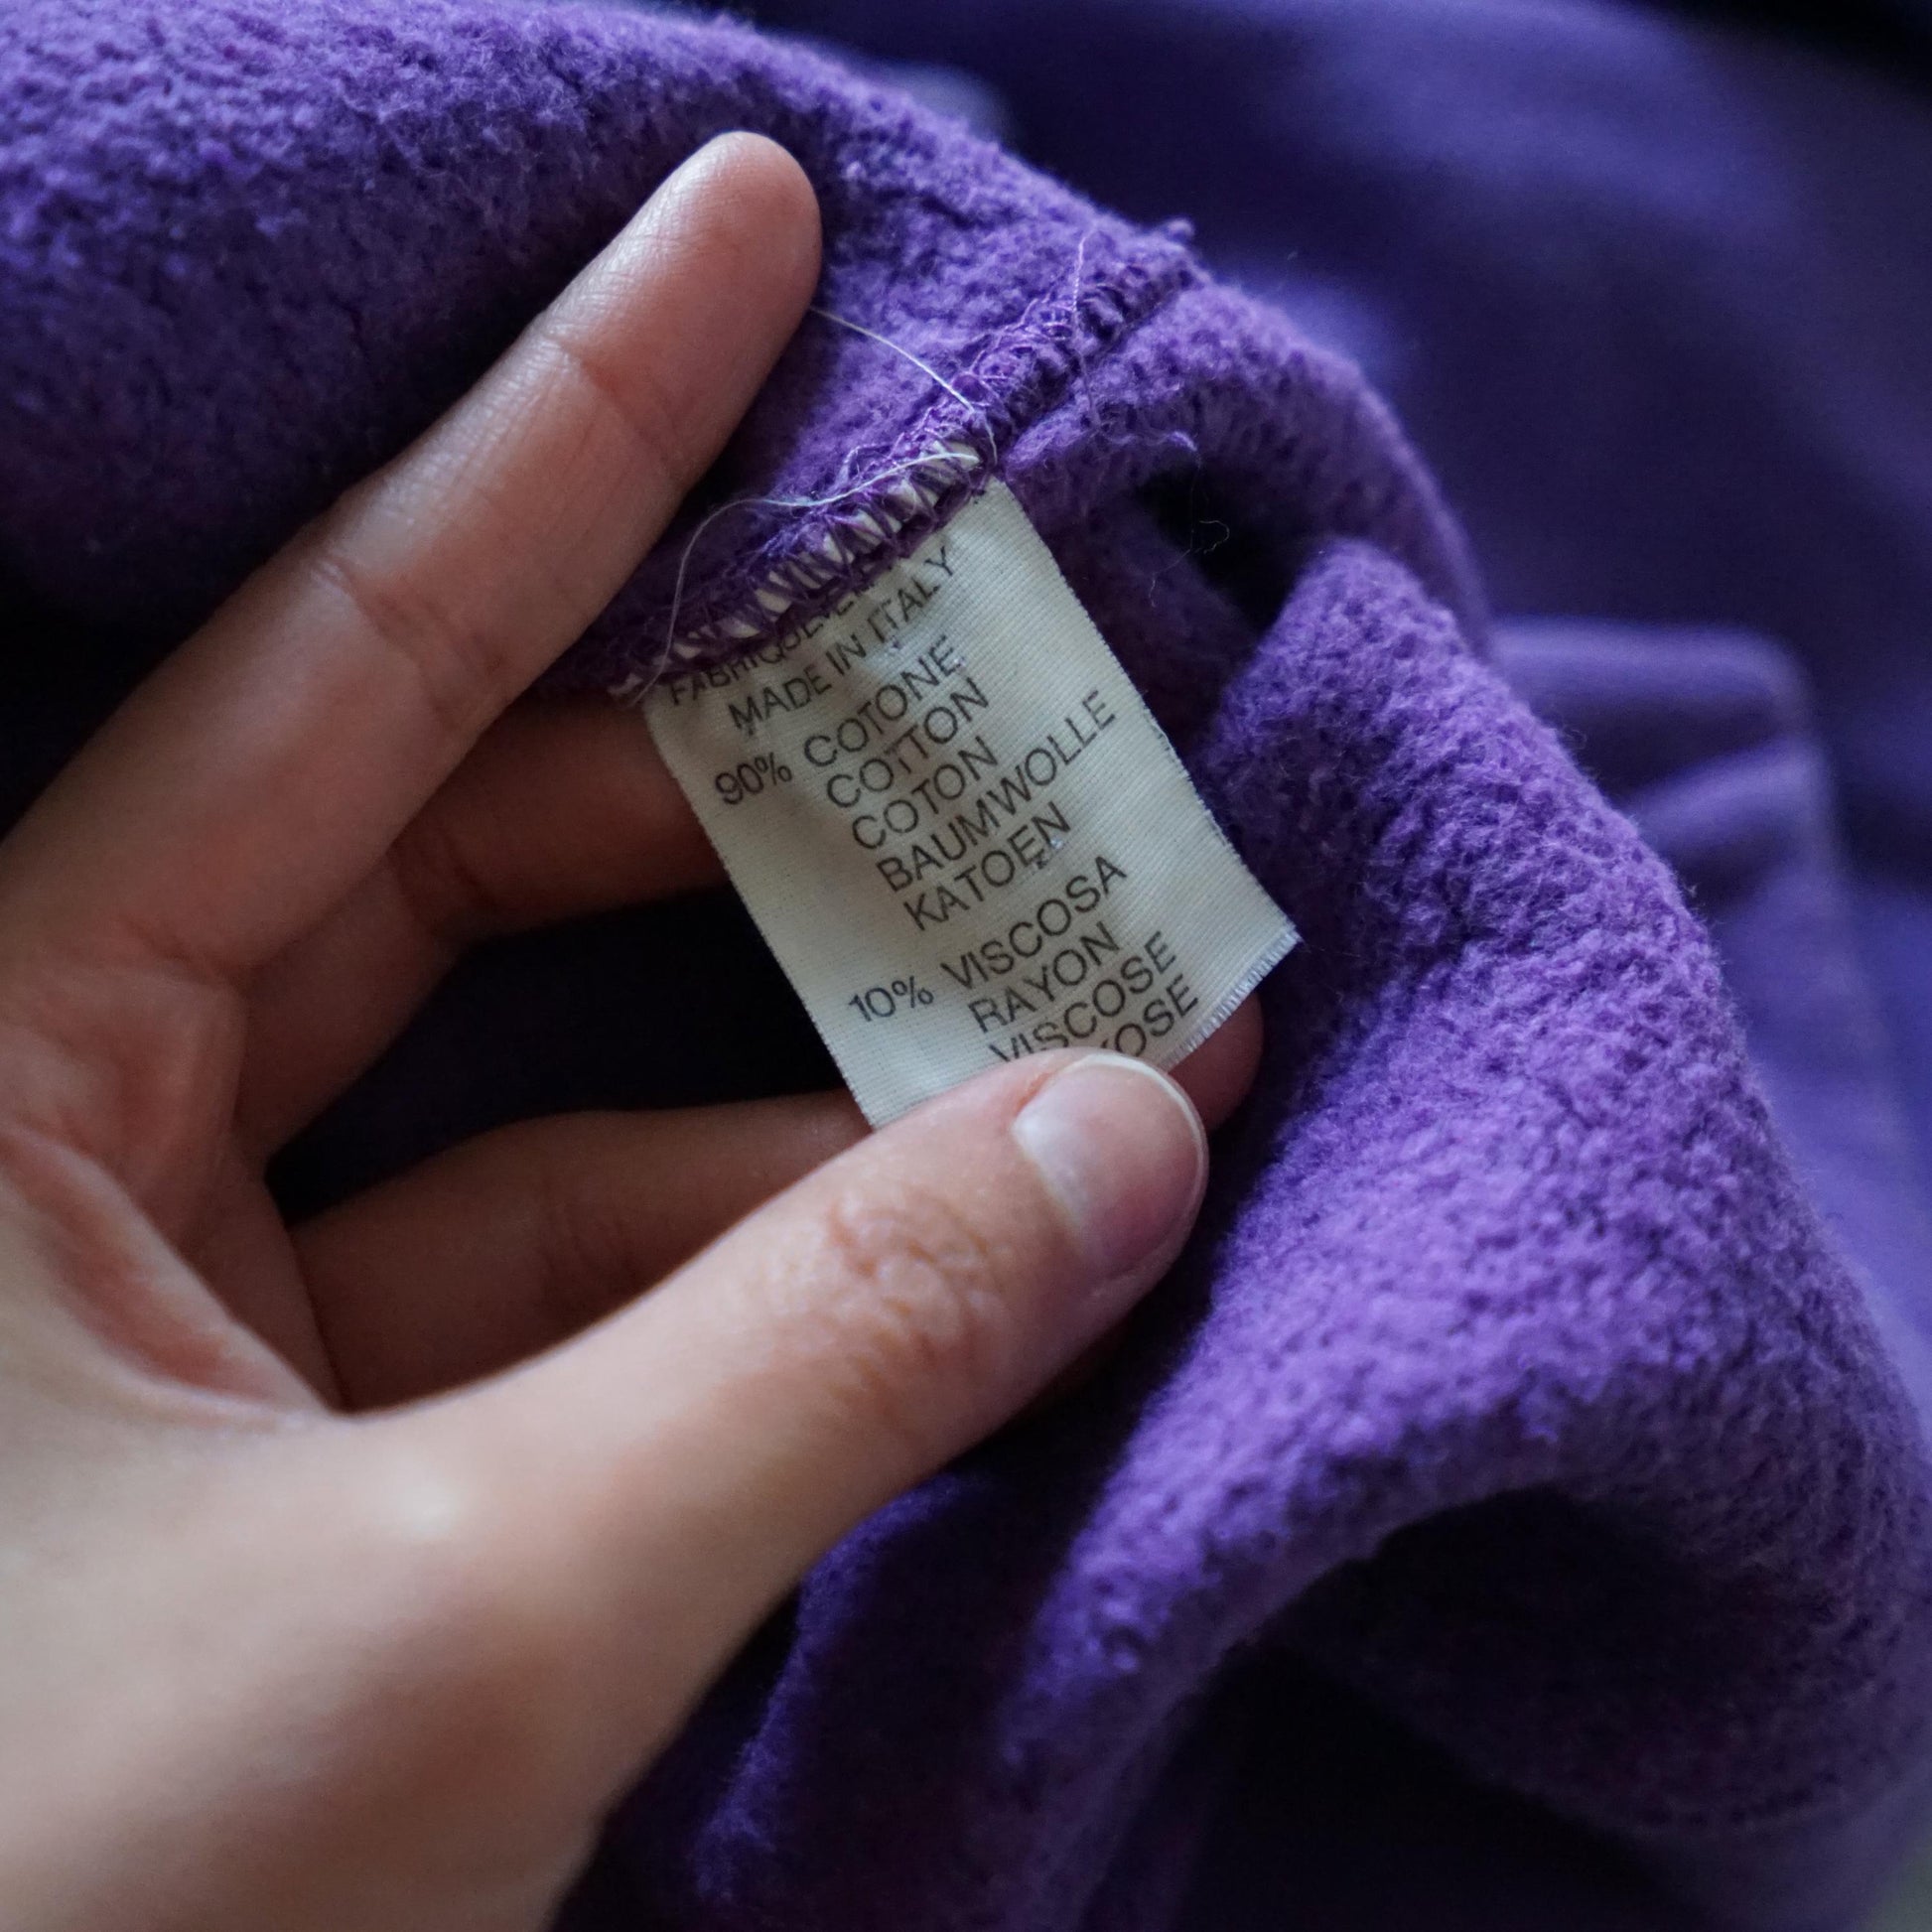 MADE IN ITALY
90% COTONE
COTTON
COTON
BAUMWOLLE
KATOEN
10% VISCOSA
RAYON
VISCOSE